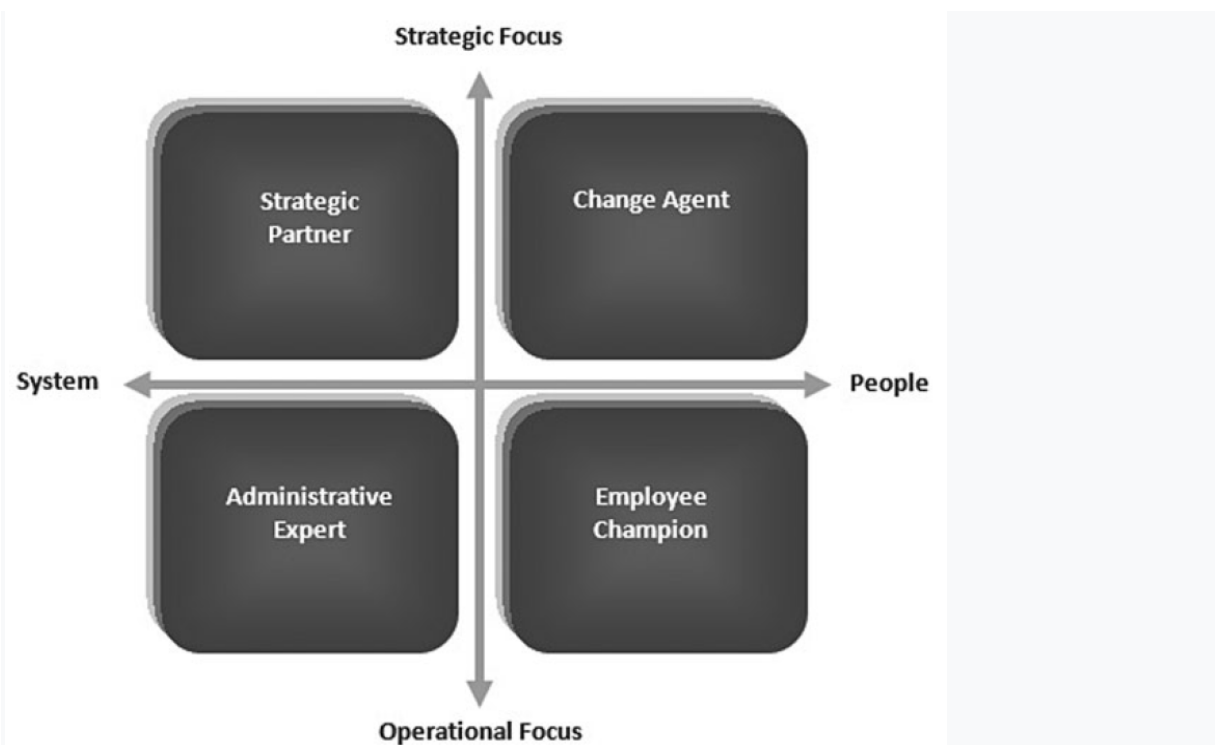 Strategic Focus
Strategic
Partner
Change Agent
System
People
Administrative
Expert
Employee
Champion
Operational Focus